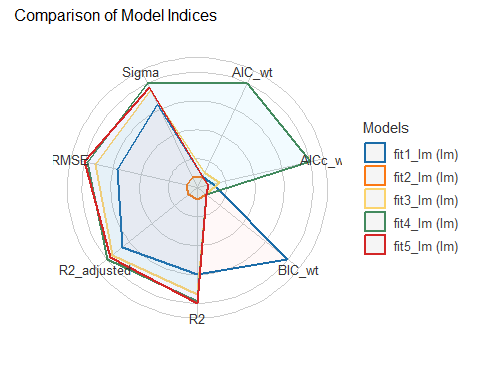 Comparison of Model Indices
Sigma
AIC_wt
Models
fit1_lm (lm)
RMSE
AICc_w
fit2_lm (lm)
fit3_lm (lm)
fit4_lm (lm)
fit5_lm (lm)
R2_adjusted
BIC_wt
R2